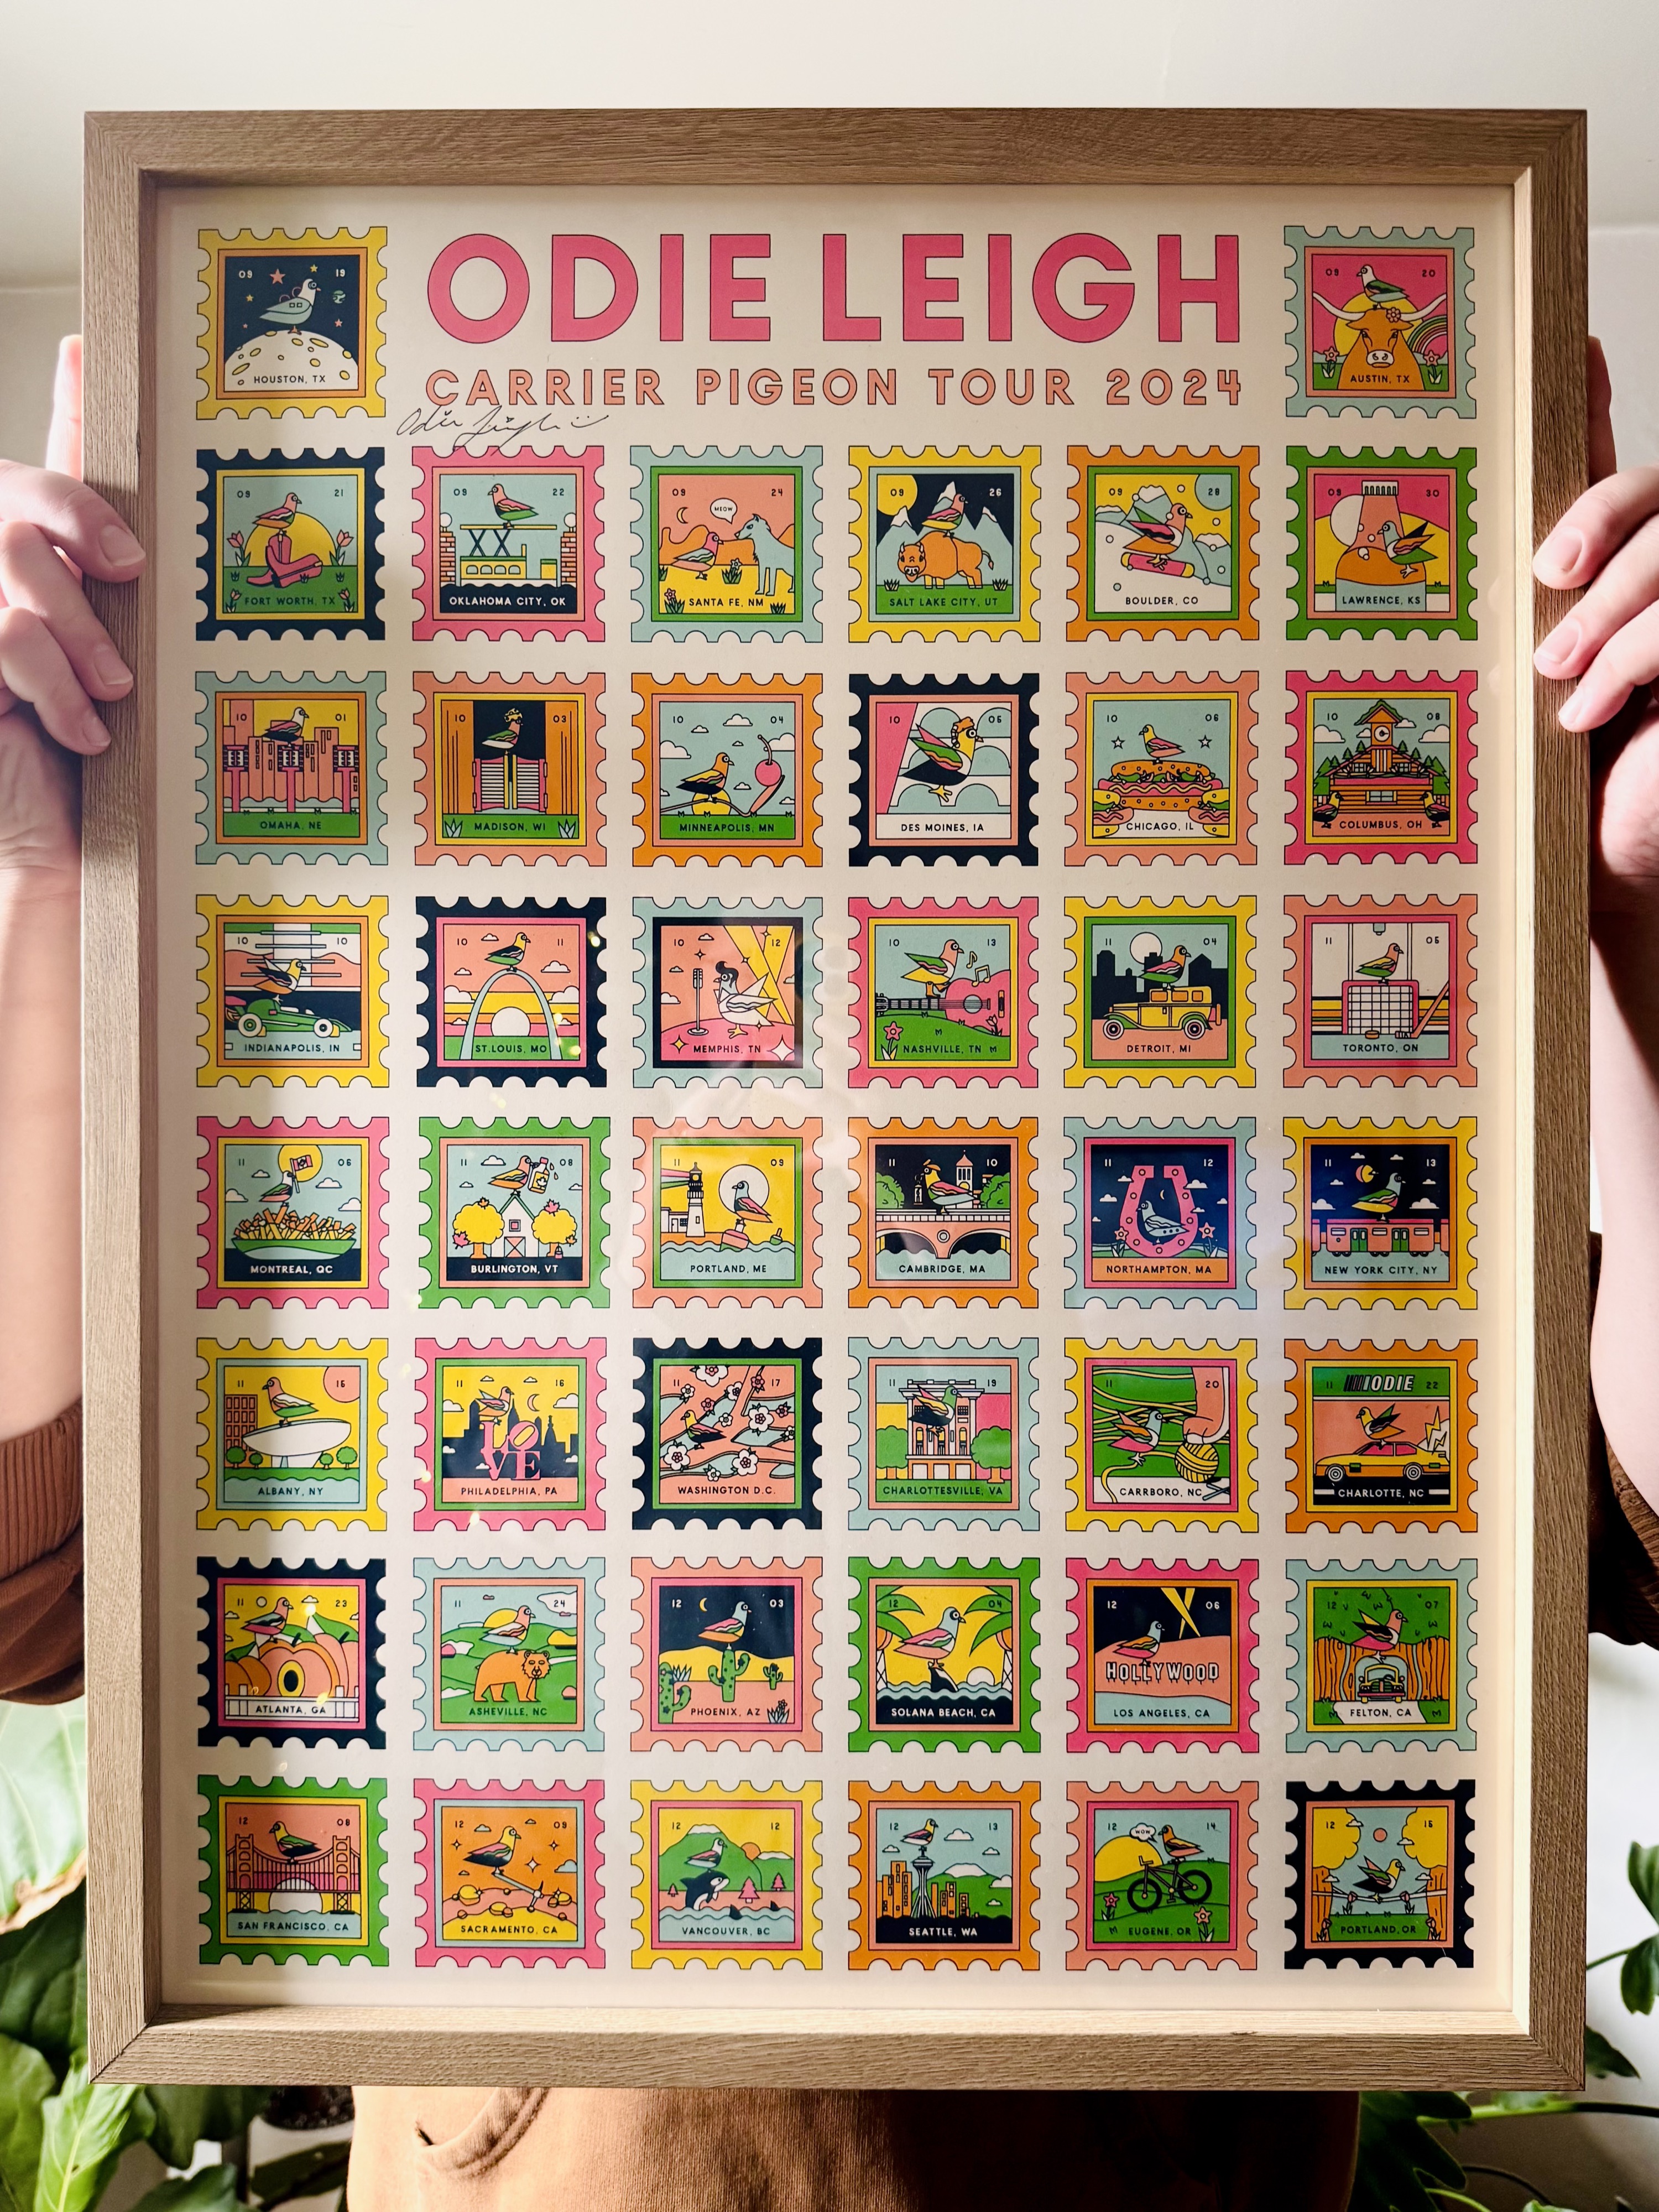 09 19
HOUSTON, TX
ODIE LEIGH
CARRIER PIGEON TOUR 2024
Odie Leigh
09 20
AUSTIN, TX
09 21
FORT WORTH, TX
09 22
OKLAHOMA CITY, OK
09 24
MEOW
SANTA FE, NM
09 26
SALT LAKE CITY, UT
09 28
BOULDER, CO
09 30
LAWRENCE, KS
10 01
OMAHA, NE
10 03
MADISON, WI
10 04
MINNEAPOLIS, MN
10 05
DES MOINES, IA
10 06
CHICAGO, IL
10 08
COLUMBUS, OH
10 10
INDIANAPOLIS, IN
10 11
ST. LOUIS, MO
10 12
MEMPHIS, TN
10 13
NASHVILLE, TN
11 04
DETROIT, MI
11 05
TORONTO, ON
11 06
MONTREAL, QC
11 08
BURLINGTON, VT
11 09
PORTLAND, ME
11 10
CAMBRIDGE, MA
11 12
NORTHAMPTON, MA
11 13
NEW YORK CITY, NY
11 15
ALBANY, NY
11 16
LOVE
PHILADELPHIA, PA
11 17
WASHINGTON D.C.
11 19
CHARLOTTESVILLE, VA
11 20
CARRBORO, NC
11 ODIE 22
CHARLOTTE, NC
11 23
ATLANTA, GA
11 24
ASHEVILLE, NC
12 03
PHOENIX, AZ
12 04
SOLANA BEACH, CA
12 06
HOLLYWOOD
LOS ANGELES, CA
12 07
FELTON, CA
12 08
SAN FRANCISCO, CA
12 09
SACRAMENTO, CA
12 12
VANCOUVER, BC
12 13
SEATTLE, WA
12 14
WOW
EUGENE, OR
12 15
PORTLAND, OR